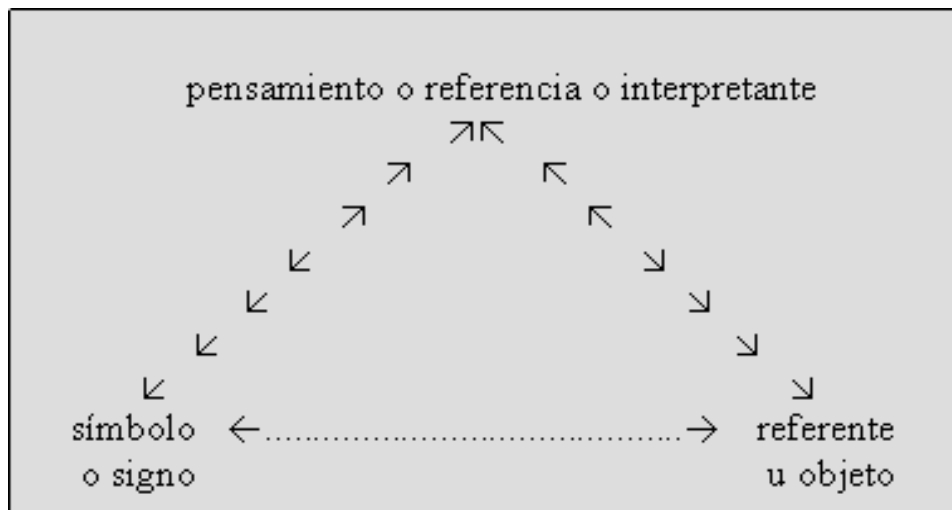 pensamiento o referencia o interpretante
símbolo
referente
o signo
u objeto